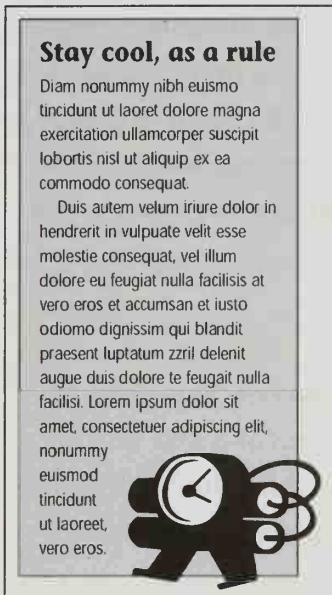 Stay cool, as a rule
Diam nonummy nibh euismo
tincidunt ut laoret dolore magna
exercitation ullamcorper suscipit
lobortis nisl ut aliquip ex ea
commodo consequat.
Duis autem velum iriure dolor in
hendrerit in vulpuate velit esse
molestie consequat, vel illum
dolore eu feugiat nulla facilisis at
vero eros et accumsan et iusto
odiomo dignissim qui blandit
praesent luptatum zzril delenit
augue duis dolore te feugait nulla
facilisi. Lorem ipsum dolor sit
amet, consectetuer adipiscing elit,
nonummy
euismod
tincidunt
ut laoreet,
vero eros.